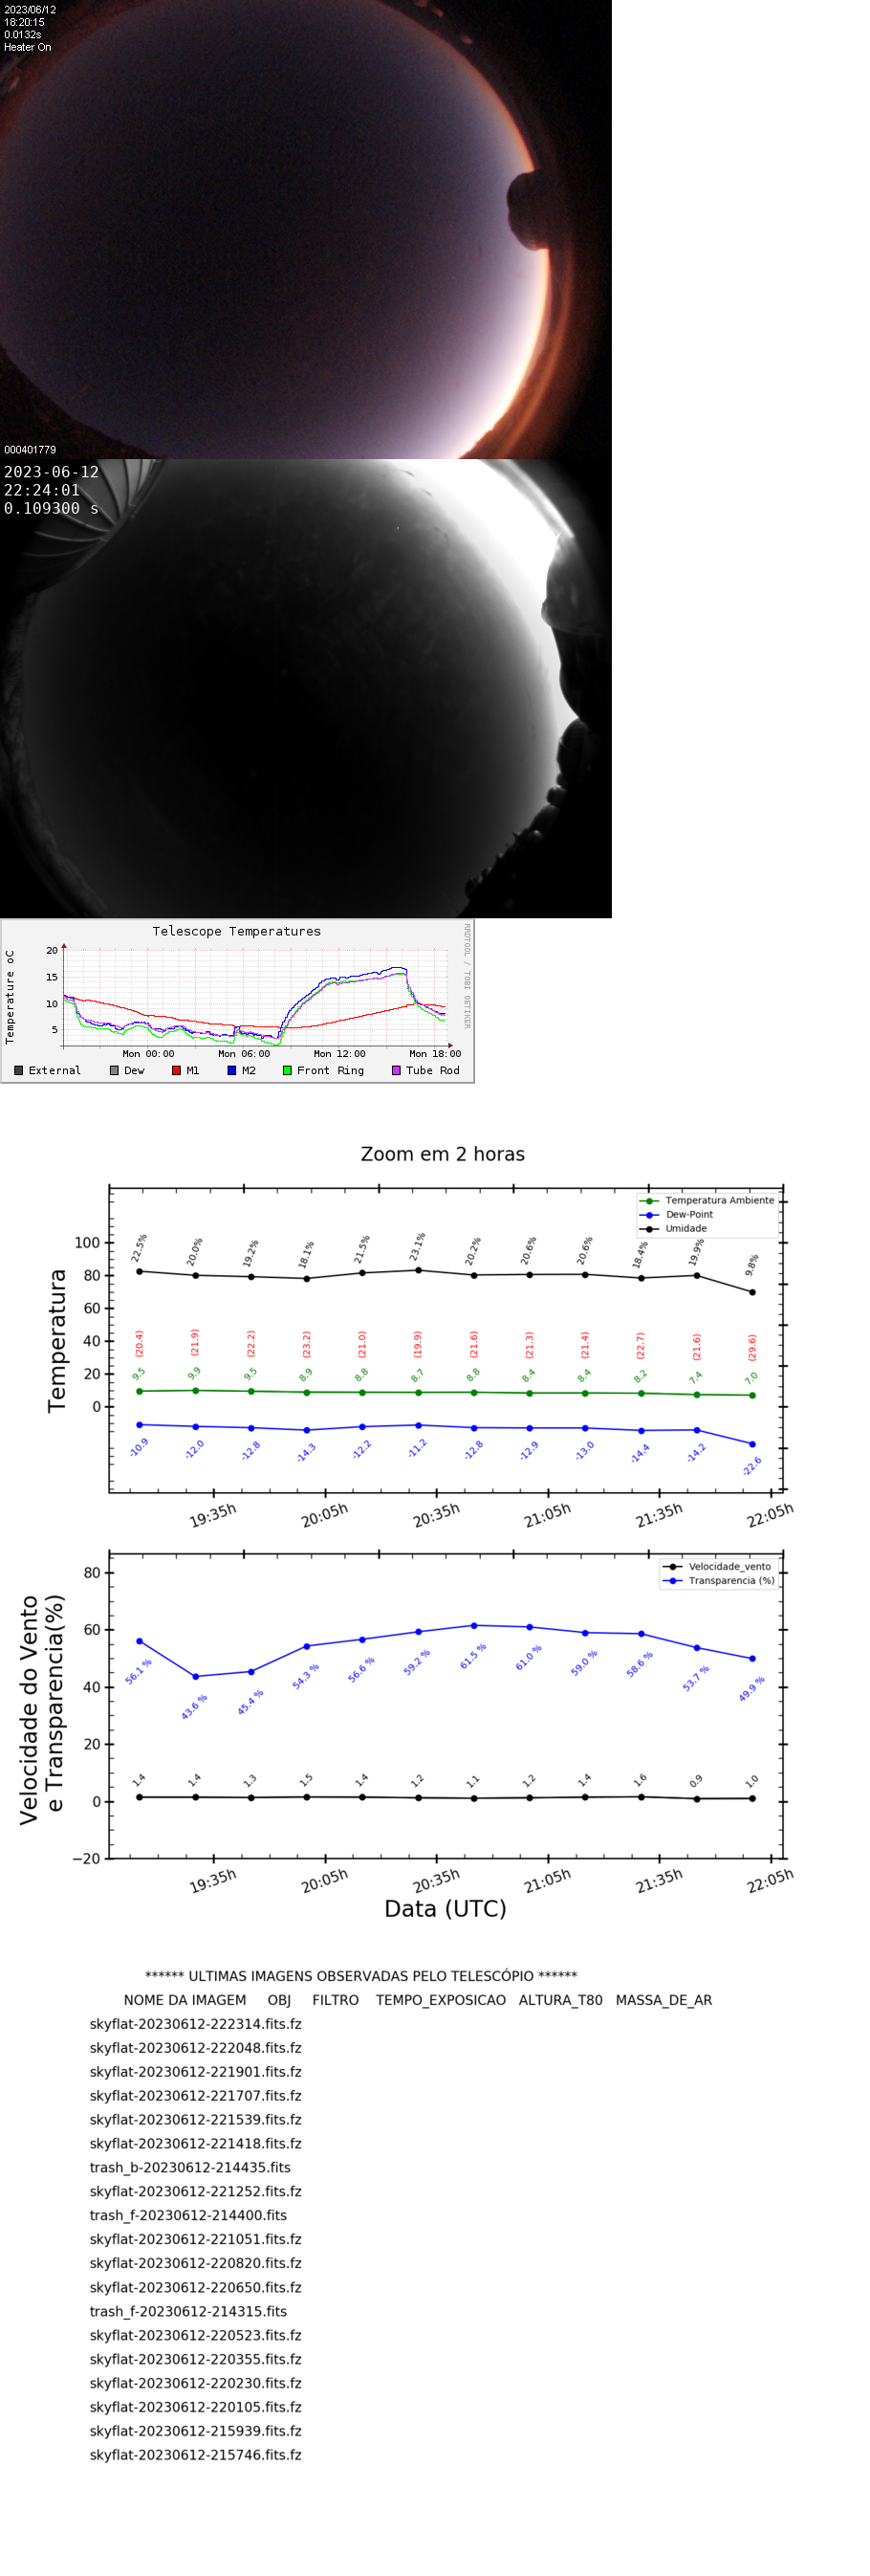 2023/06/12
18:20:15
0.0132s
Heater On
000401779
2023-06-12
22:24:01
0.109300 s
Telescope Temperatures
RRDTOOL / TOBI OETIKER
Temperature oC
20
15
10
5
Mon 00:00 Mon 06:00 Mon 12:00 Mon 18:00
External Dew M1 M2 Front Ring Tube Rod
Zoom em 2 horas
Temperatura Ambiente
Dew-Point
Umidade
Temperatura
100
80
60
40
20
0
22.5% 20.0% 19.2% 18.1% 21.5% 23.1% 20.2% 20.6% 20.6% 18.4% 19.9% 9.8%
(20.4) (21.9) (22.2) (23.2) (21.0) (19.9) (21.6) (21.3) (21.4) (22.7) (21.6) (29.6)
9.5 9.9 9.5 8.9 8.8 8.7 8.8 8.4 8.4 8.2 7.4 7.0
-10.9 -12.0 -12.8 -14.3 -12.2 -11.2 -12.8 -12.9 -13.0 -14.4 -14.2 -22.6
19:35h 20:05h 20:35h 21:05h 21:35h 22:05h
Velocidade_vento
Transparencia (%)
Velocidade do Vento
e Transparencia(%)
80
60
40
20
0
−20
56.1 % 43.6 % 45.4 % 54.3 % 56.6 % 59.2 % 61.5 % 61.0 % 59.0 % 58.6 % 53.7 % 49.9 %
1.4 1.4 1.3 1.5 1.4 1.2 1.1 1.2 1.4 1.6 0.9 1.0
19:35h 20:05h 20:35h 21:05h 21:35h 22:05h
Data (UTC)
****** ULTIMAS IMAGENS OBSERVADAS PELO TELESCÓPIO ******
NOME DA IMAGEM OBJ FILTRO TEMPO_EXPOSICAO ALTURA_T80 MASSA_DE_AR
skyflat-20230612-222314.fits.fz
skyflat-20230612-222048.fits.fz
skyflat-20230612-221901.fits.fz
skyflat-20230612-221707.fits.fz
skyflat-20230612-221539.fits.fz
skyflat-20230612-221418.fits.fz
trash_b-20230612-214435.fits
skyflat-20230612-221252.fits.fz
trash_f-20230612-214400.fits
skyflat-20230612-221051.fits.fz
skyflat-20230612-220820.fits.fz
skyflat-20230612-220650.fits.fz
trash_f-20230612-214315.fits
skyflat-20230612-220523.fits.fz
skyflat-20230612-220355.fits.fz
skyflat-20230612-220230.fits.fz
skyflat-20230612-220105.fits.fz
skyflat-20230612-215939.fits.fz
skyflat-20230612-215746.fits.fz